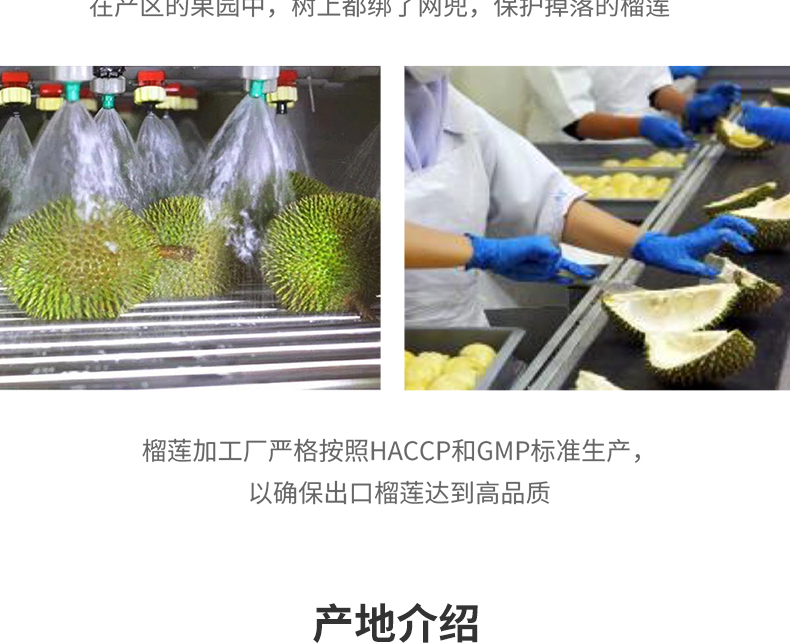 在产区的果园中，树上都绑了网兜，保护掉落的榴莲
榴莲加工厂严格按照HACCP和GMP标准生产，
以确保出口榴莲达到高品质
产地介绍